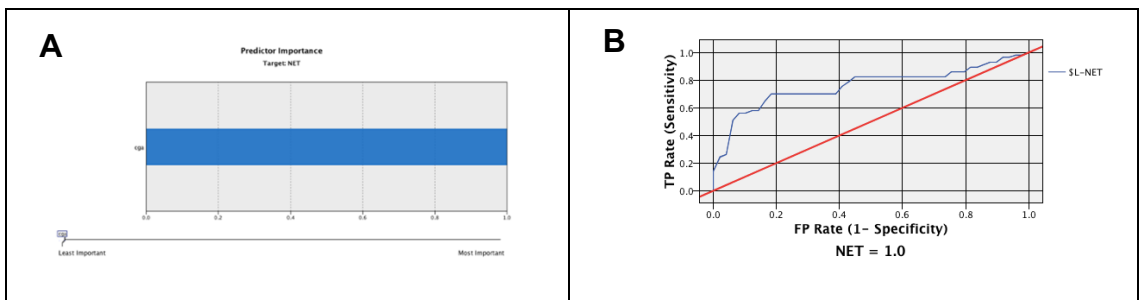 A
Predictor Importance
Target: NET
cga
0.0 0.2 0.4 0.6 0.8 1.0
cga
Least Important Most Important
B
1.0
0.8
0.6
0.4
0.2
0.0
TP Rate (Sensitivity)
0.0 0.2 0.4 0.6 0.8 1.0
FP Rate (1- Specificity)
NET = 1.0
$L-NET